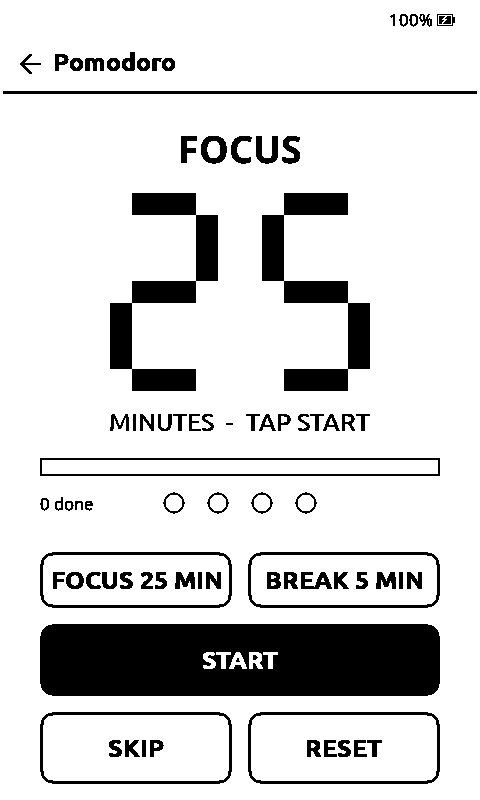 100%
Pomodoro
FOCUS
25
MINUTES - TAP START
0 done
FOCUS 25 MIN
BREAK 5 MIN
START
SKIP
RESET